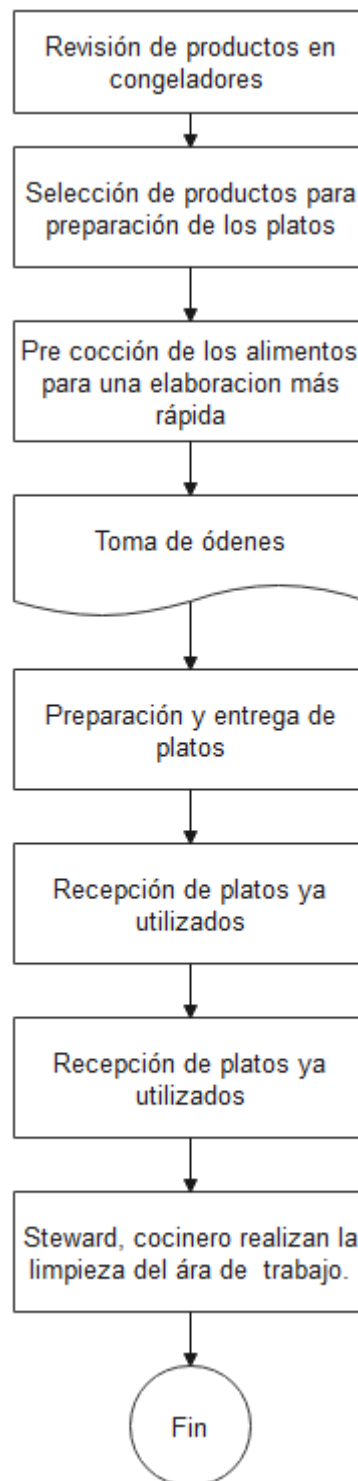 Revisión de productos en
congeladores
Selección de productos para
preparación de los platos
Pre cocción de los alimentos
para una elaboracion más
rápida
Toma de ódenes
Preparación y entrega de
platos
Recepción de platos ya
utilizados
Recepción de platos ya
utilizados
Steward, cocinero realizan la
limpieza del ára de trabajo.
Fin